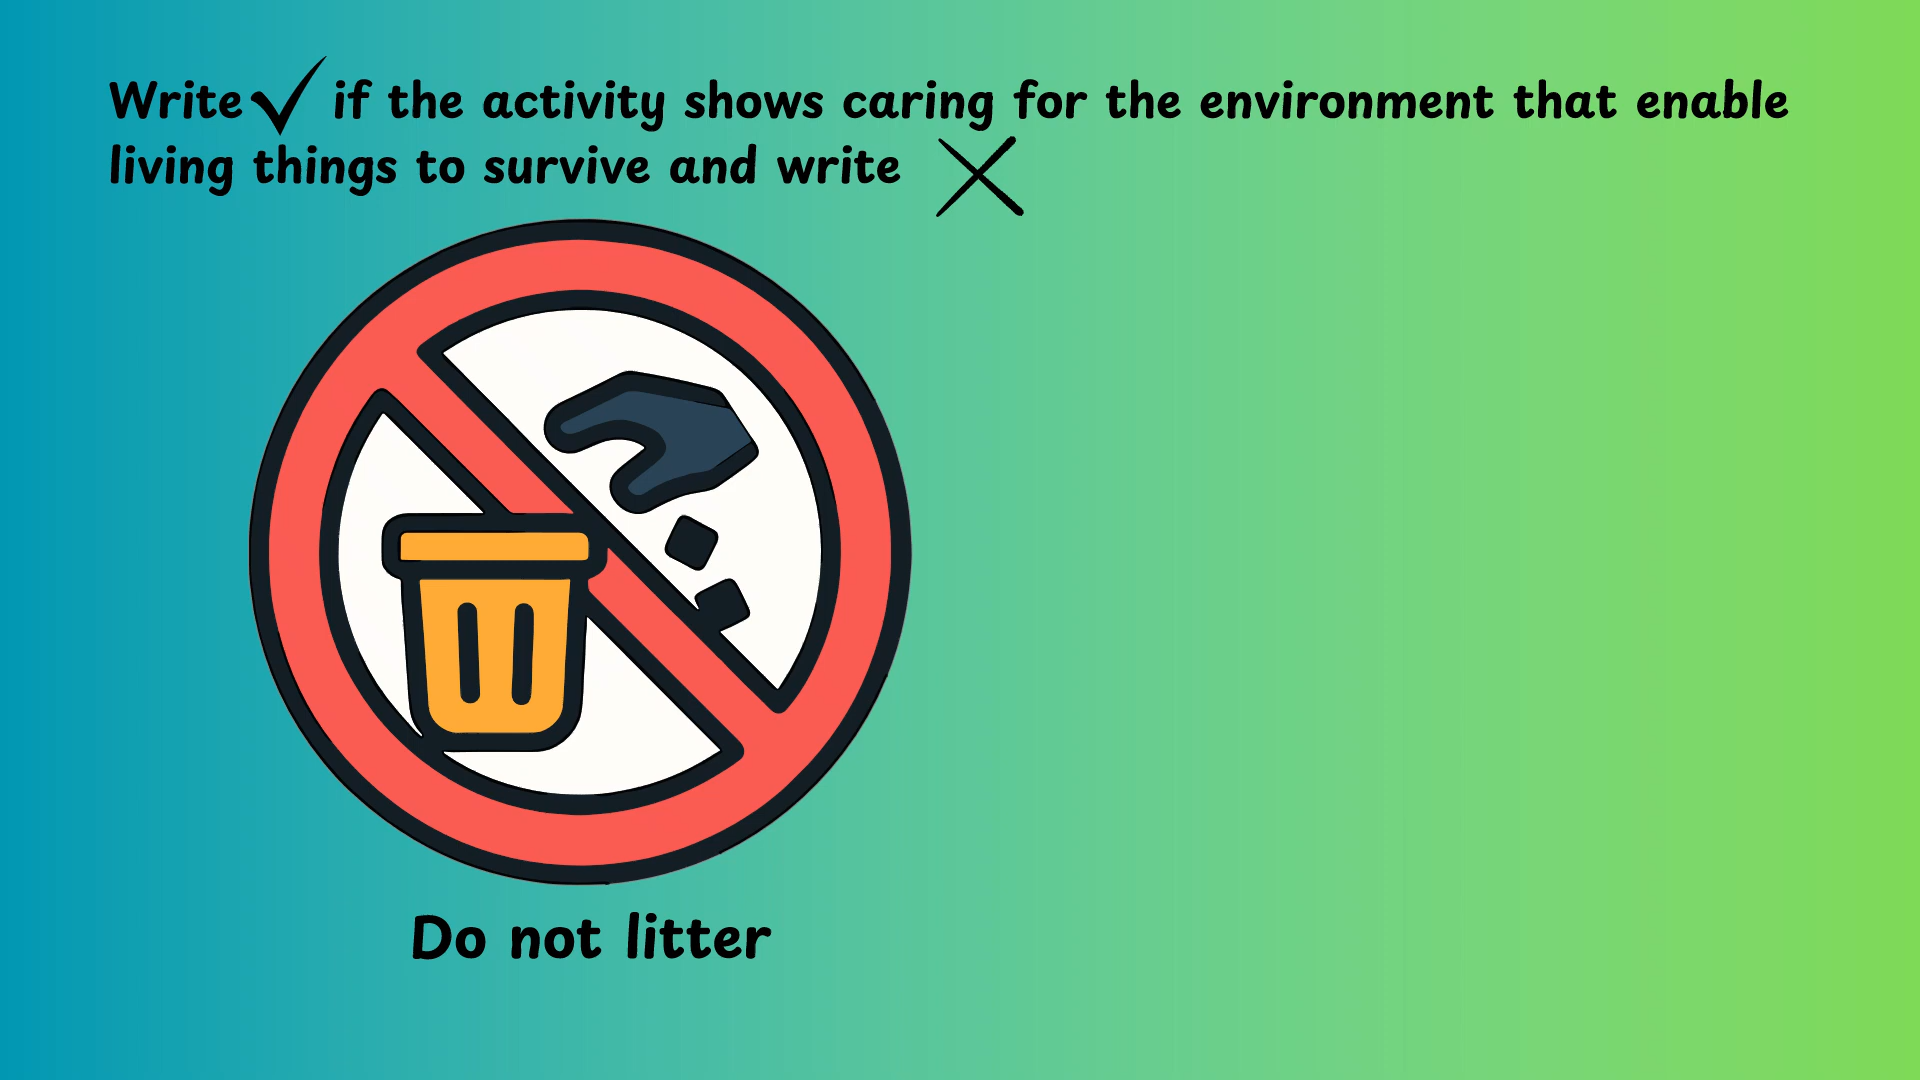 Write ✓ if the activity shows caring for the environment that enable
living things to survive and write ✗
Do not litter